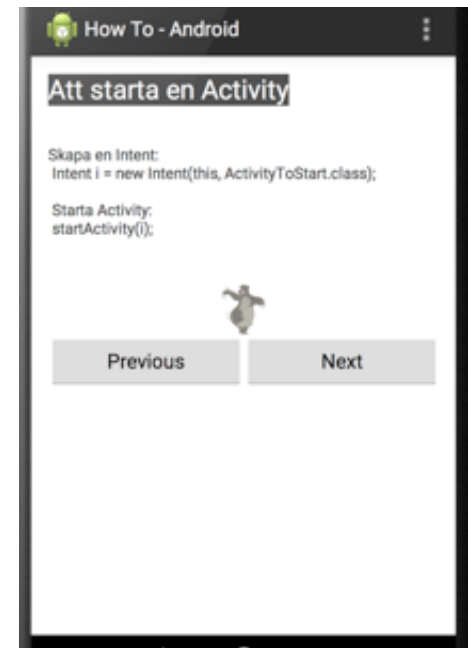 How To - Android
Att starta en Activity
Skapa en Intent:
Intent i = new Intent(this, ActivityToStart.class);
Starta Activity:
startActivity(i);
Previous
Next